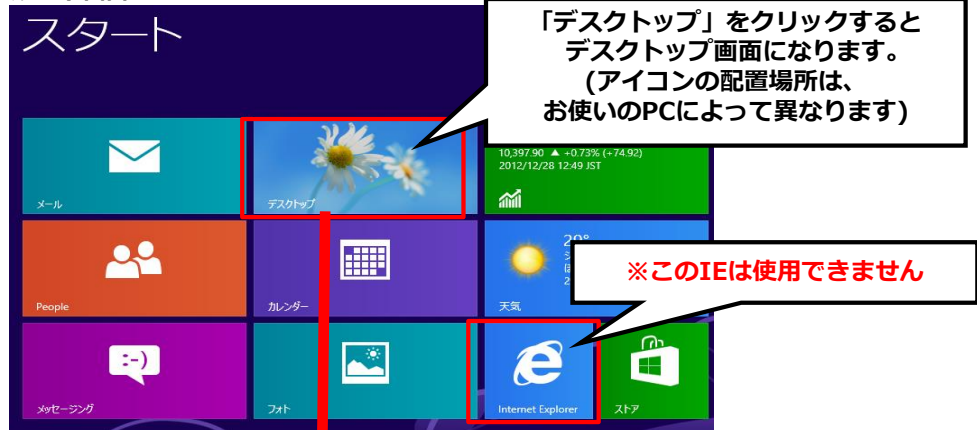 スタート
「デスクトップ」をクリックすると
デスクトップ画面になります。
(アイコンの配置場所は、
お使いのPCによって異なります)
メール
デスクトップ
10,397.90 ▲ +0.73% (+74.92)
2012/12/28 12:49 JST
People
カレンダー
天気
※このIEは使用できません
:-)
メッセージング
フォト
Internet Explorer
ストア